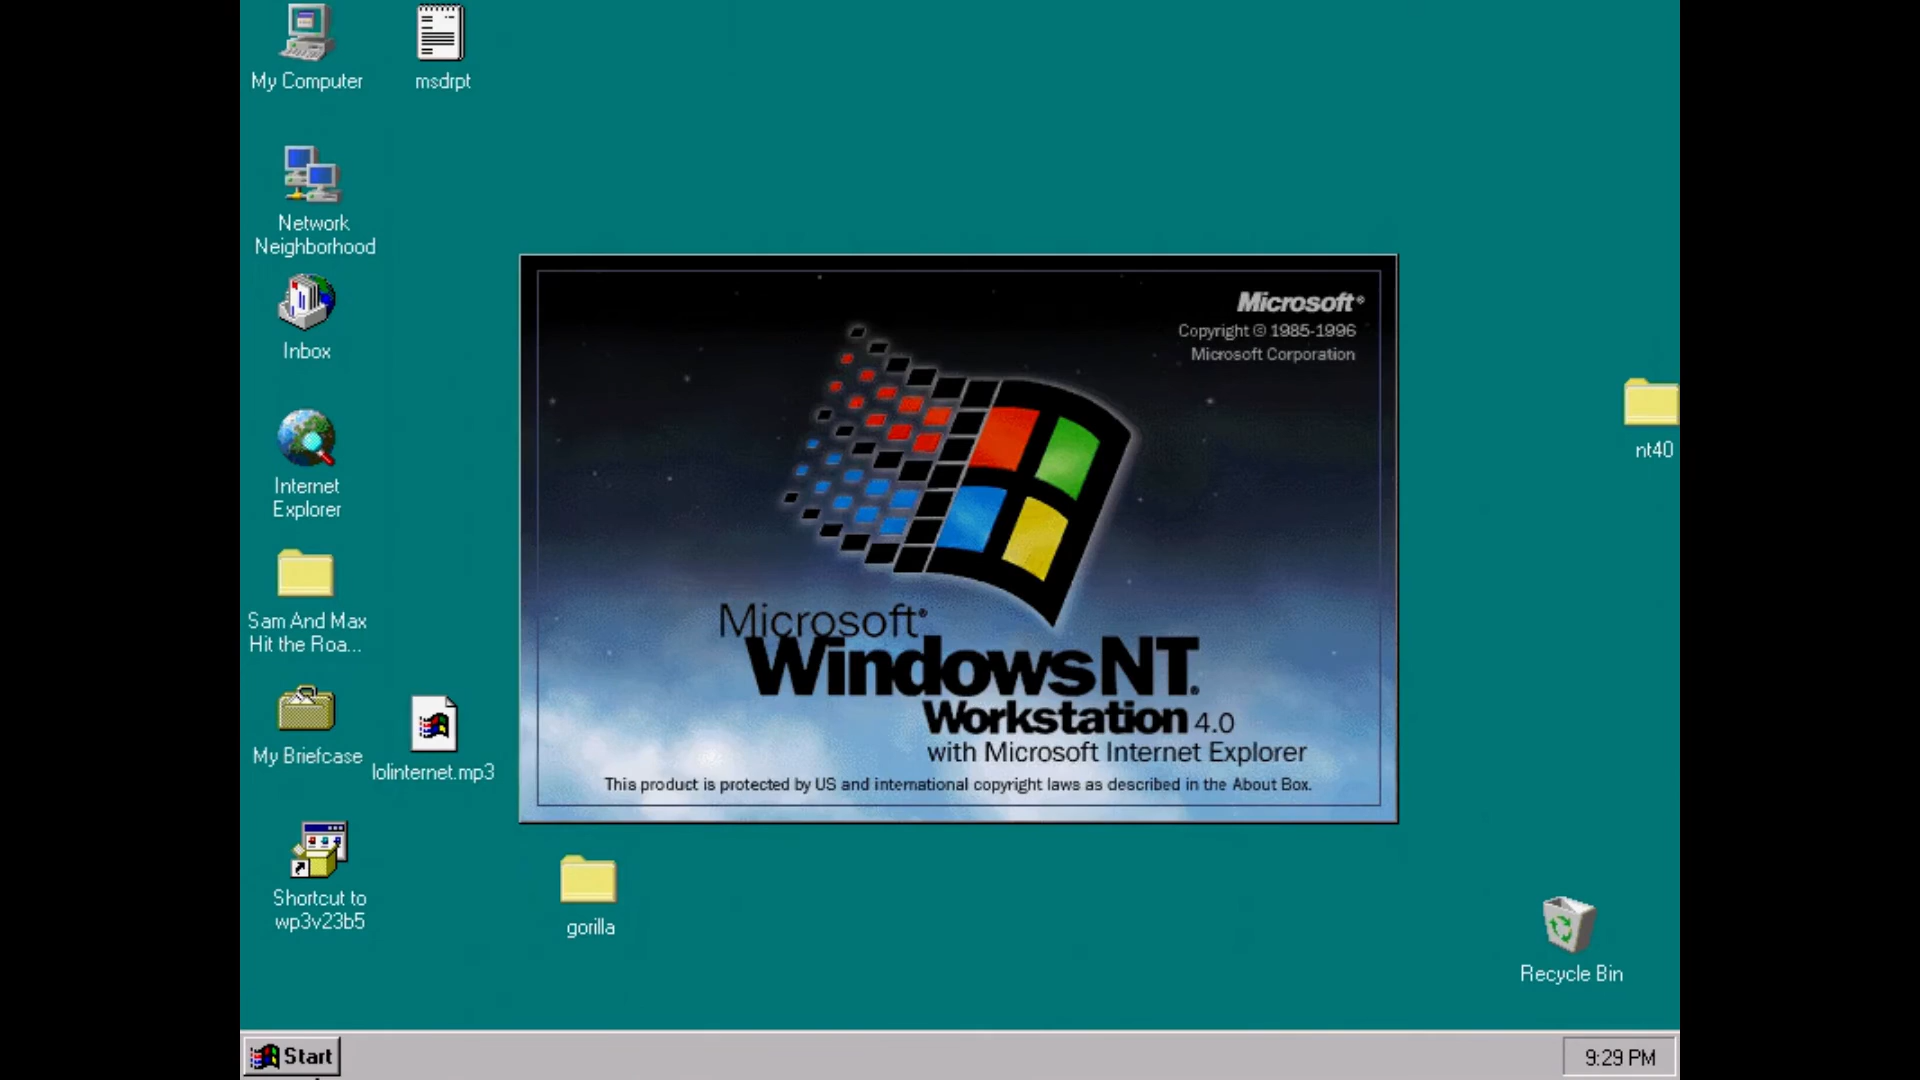 My Computer
msdrpt
Network
Neighborhood
Inbox
Internet
Explorer
Sam And Max
Hit the Roa...
My Briefcase
lolinternet.mp3
Shortcut to
wp3v23b5
gorilla
Microsoft®
Copyright © 1985-1996
Microsoft Corporation
Microsoft®
Windows NT®
Workstation 4.0
with Microsoft Internet Explorer
This product is protected by US and international copyright laws as described in the About Box.
nt40
Recycle Bin
Start
9:29 PM